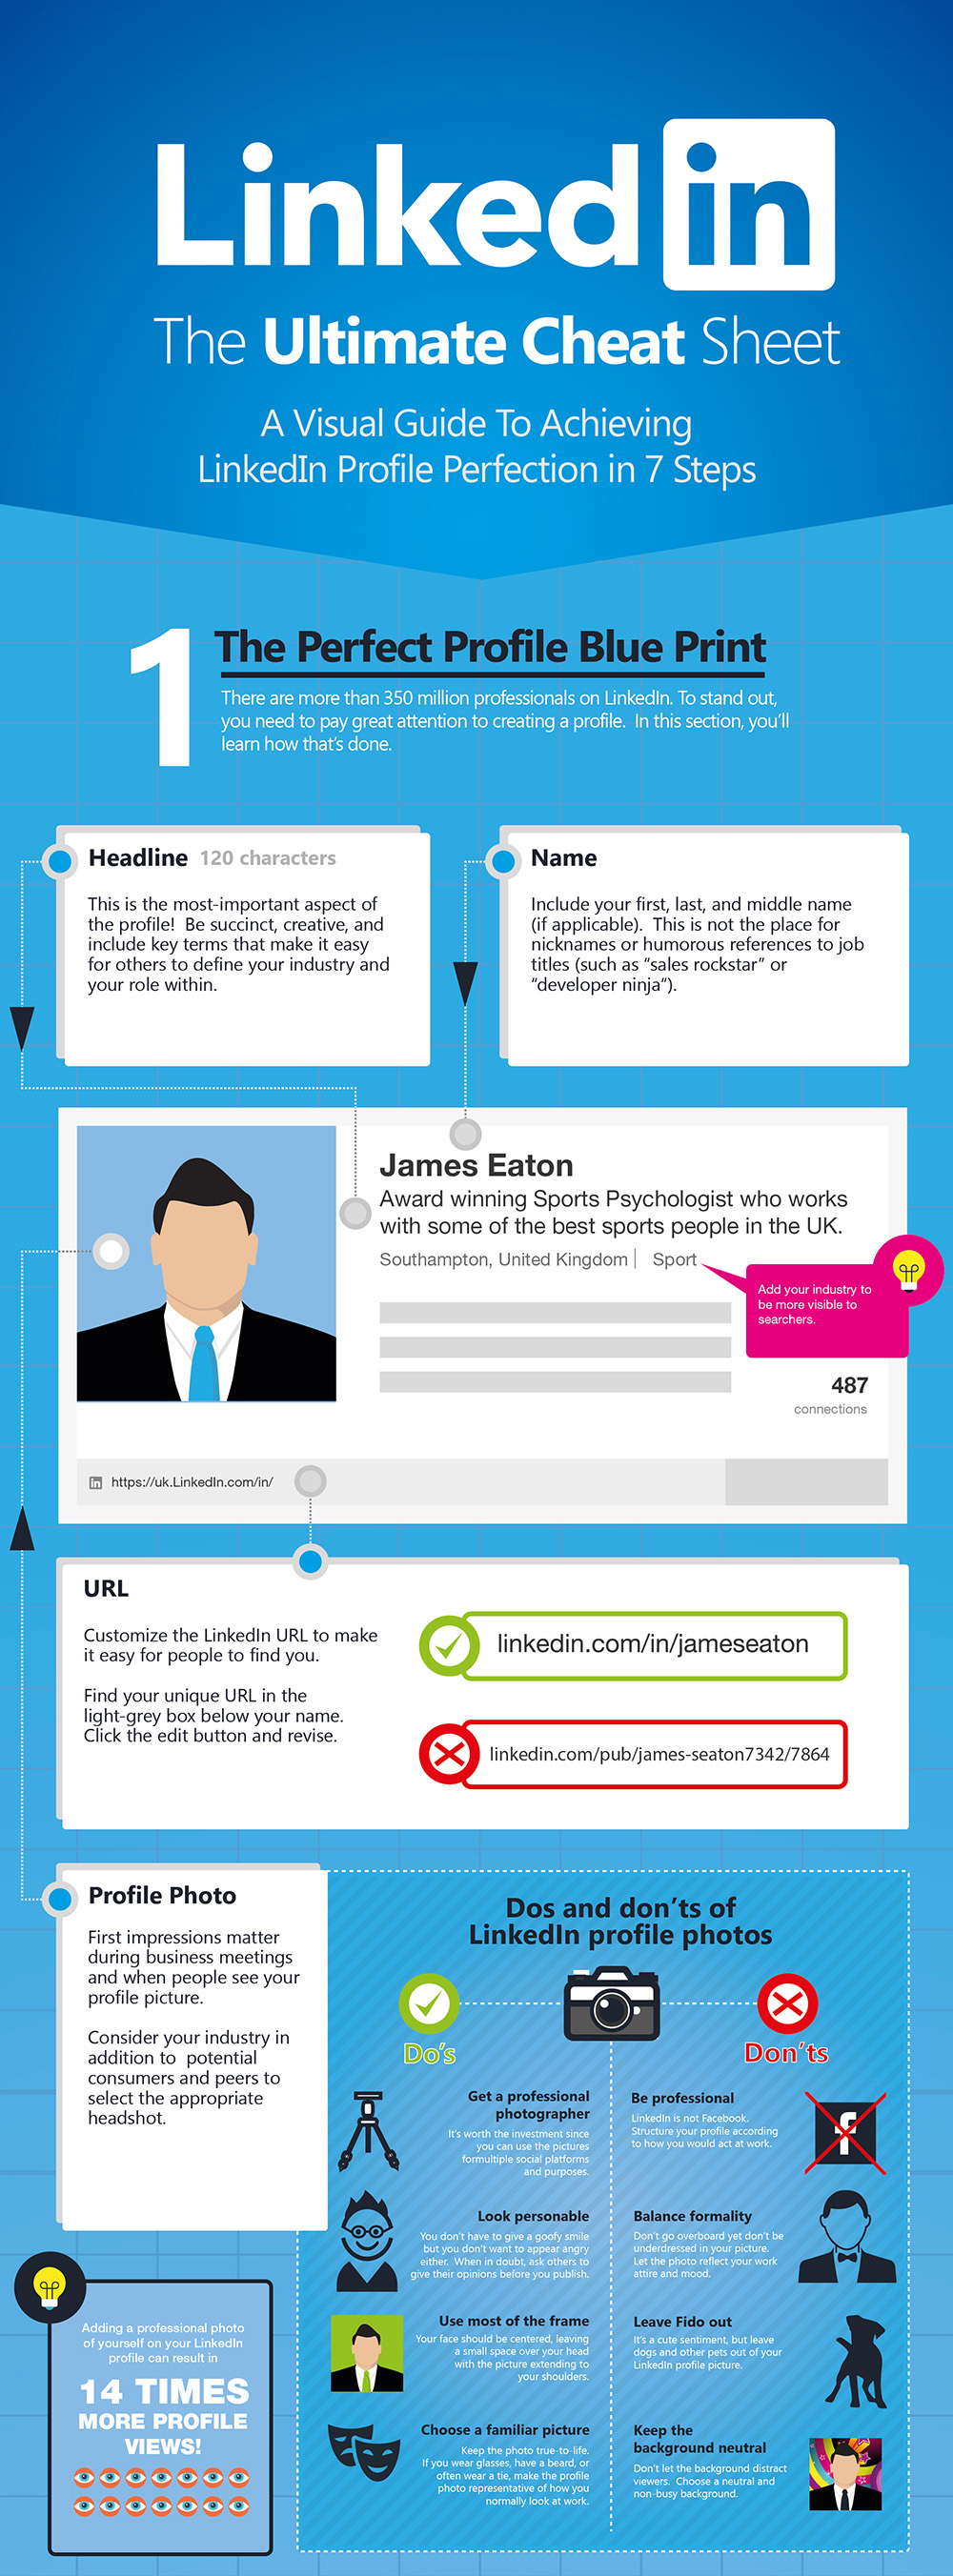 Linked in
The Ultimate Cheat Sheet
A Visual Guide To Achieving
LinkedIn Profile Perfection in 7 Steps
1
The Perfect Profile Blue Print
There are more than 350 million professionals on LinkedIn. To stand out,
you need to pay great attention to creating a profile. In this section, you'll
learn how that's done.
Headline 120 characters
This is the most-important aspect of
the profile! Be succinct, creative, and
include key terms that make it easy
for others to define your industry and
your role within.
Name
Include your first, last, and middle name
(if applicable). This is not the place for
nicknames or humorous references to job
titles (such as "sales rockstar" or
"developer ninja").
James Eaton
Award winning Sports Psychologist who works
with some of the best sports people in the UK.
Southampton, United Kingdom | Sport
Add your industry to
be more visible to
searchers.
487
connections
in https://uk.LinkedIn.com/in/
URL
Customize the LinkedIn URL to make
it easy for people to find you.
Find your unique URL in the
light-grey box below your name.
Click the edit button and revise.
linkedin.com/in/jameseaton
linkedin.com/pub/james-seaton7342/7864
Profile Photo
First impressions matter
during business meetings
and when people see your
profile picture.
Consider your industry in
addition to potential
consumers and peers to
select the appropriate
headshot.
Dos and don'ts of
LinkedIn profile photos
Do's
Get a professional
photographer
It's worth the investment since
you can use the pictures
formultiple social platforms
and purposes.
Look personable
You don't have to give a goofy smile
but you don't want to appear angry
either. When in doubt, ask others to
give their opinions before you publish.
Use most of the frame
Your face should be centered, leaving
a small space over your head
with the picture extending to
your shoulders.
Choose a familiar picture
Keep the photo true-to-life.
If you wear glasses, have a beard, or
often wear a tie, make the profile
photo representative of how you
normally look at work.
Don'ts
Be professional
LinkedIn is not Facebook.
Structure your profile according
to how you would act at work.
f
Balance formality
Don't go overboard yet don't be
underdressed in your picture.
Let the photo reflect your work
attire and mood.
Leave Fido out
It's a cute sentiment, but leave
dogs and other pets out of your
LinkedIn profile picture.
Keep the
background neutral
Don't let the background distract
viewers. Choose a neutral and
non-busy background.
Adding a professional photo
of yourself on your LinkedIn
profile can result in
14 TIMES
MORE PROFILE
VIEWS!